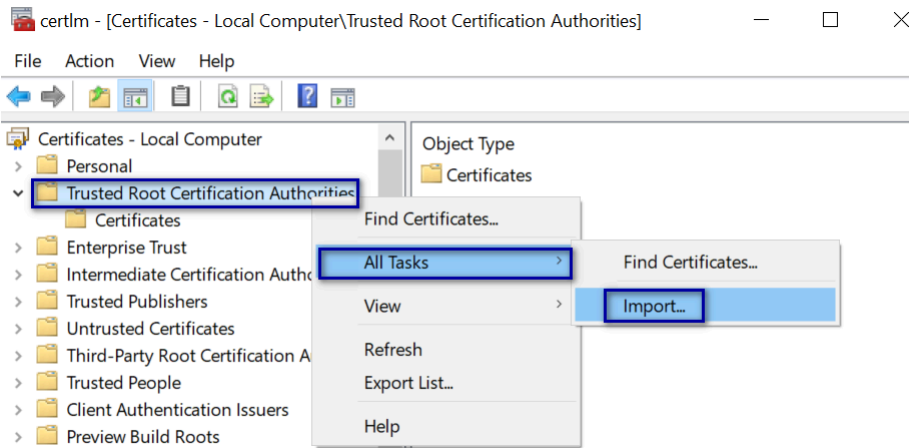 certlm - [Certificates - Local Computer\Trusted Root Certification Authorities]
File Action View Help
Certificates - Local Computer
Personal
Trusted Root Certification Authorities
Certificates
Enterprise Trust
Intermediate Certification Autho
Trusted Publishers
Untrusted Certificates
Third-Party Root Certification A
Trusted People
Client Authentication Issuers
Preview Build Roots
Object Type
Certificates
Find Certificates...
All Tasks
View
Refresh
Export List...
Help
Find Certificates...
Import...